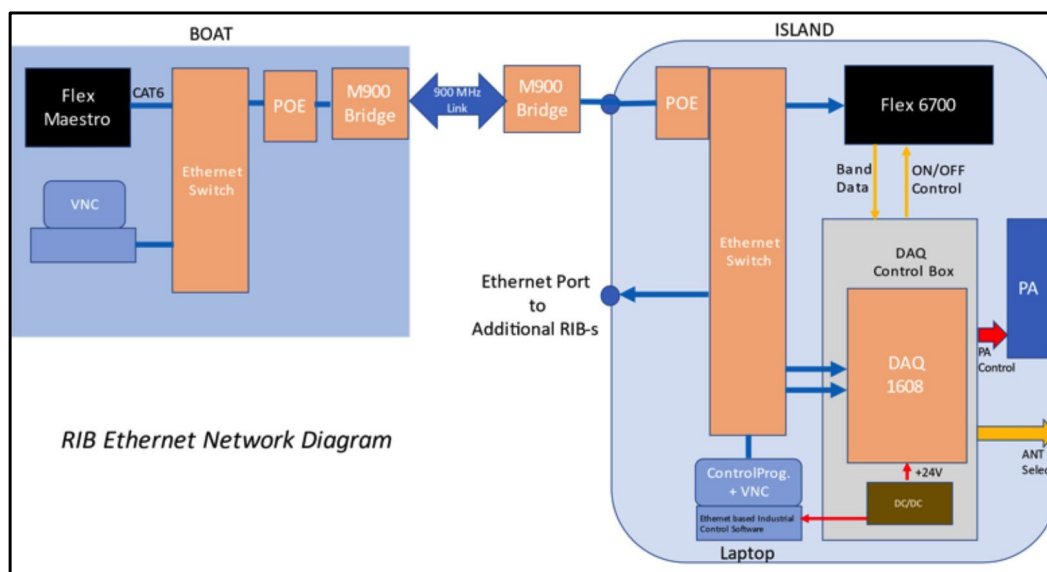 BOAT
Flex
Maestro
CAT6
Ethernet
Switch
POE
M900
Bridge
900 MHz
Link
VNC
M900
Bridge
ISLAND
POE
Ethernet
Switch
Flex 6700
Band
Data
ON/OFF
Control
DAQ
Control Box
PA
DAQ
1608
PA
Control
ANT
Select
+24V
DC/DC
Ethernet Port
to
Additional RIB-s
ControlProg.
+ VNC
Ethernet based Industrial
Control Software
Laptop
RIB Ethernet Network Diagram